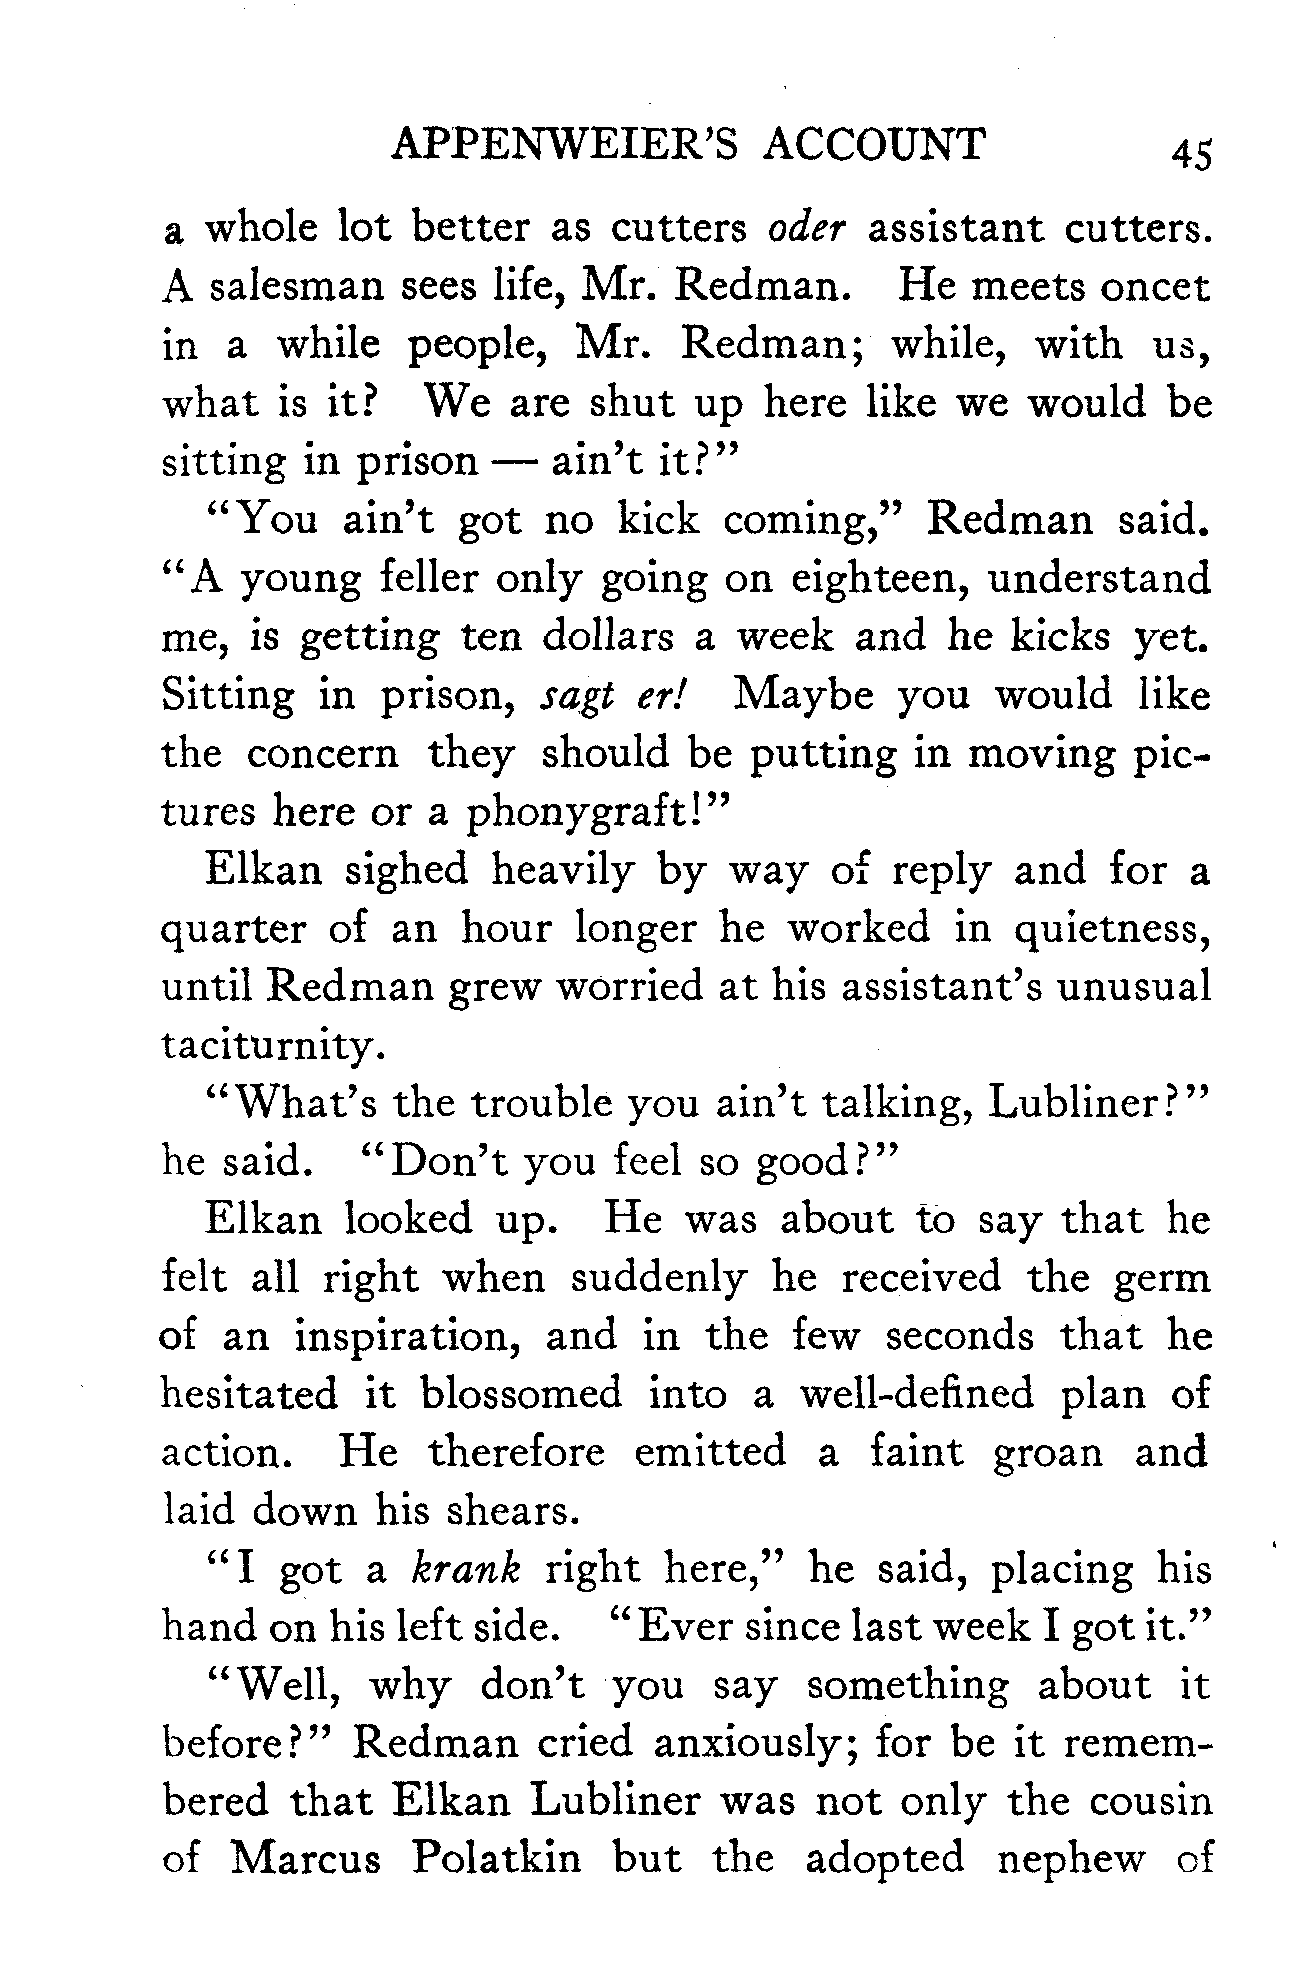 APPENWEIER'S ACCOUNT 45
a whole lot better as cutters oder assistant cutters.
A salesman sees life, Mr. Redman. He meets oncet
in a while people, Mr. Redman; while, with us,
what is it? We are shut up here like we would be
sitting in prison — ain't it?"
"You ain't got no kick coming," Redman said.
"A young feller only going on eighteen, understand
me, is getting ten dollars a week and he kicks yet.
Sitting in prison, sagt er! Maybe you would like
the concern they should be putting in moving pic-
tures here or a phonygraft!"
Elkan sighed heavily by way of reply and for a
quarter of an hour longer he worked in quietness,
until Redman grew worried at his assistant's unusual
taciturnity.
"What's the trouble you ain't talking, Lubliner?"
he said. "Don't you feel so good?"
Elkan looked up. He was about to say that he
felt all right when suddenly he received the germ
of an inspiration, and in the few seconds that he
hesitated it blossomed into a well-defined plan of
action. He therefore emitted a faint groan and
laid down his shears.
"I got a krank right here," he said, placing his
hand on his left side. "Ever since last week I got it."
"Well, why don't you say something about it
before?" Redman cried anxiously; for be it remem-
bered that Elkan Lubliner was not only the cousin
of Marcus Polatkin but the adopted nephew of